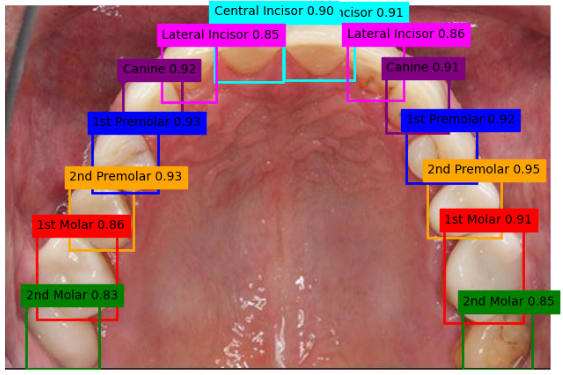 Central Incisor 0.90
ncisor 0.91
Lateral Incisor 0.85
Lateral Incisor 0.86
Canine 0.92
Canine 0.91
1st Premolar 0.93
1st Premolar 0.92
2nd Premolar 0.93
2nd Premolar 0.95
1st Molar 0.86
1st Molar 0.91
2nd Molar 0.83
2nd Molar 0.85